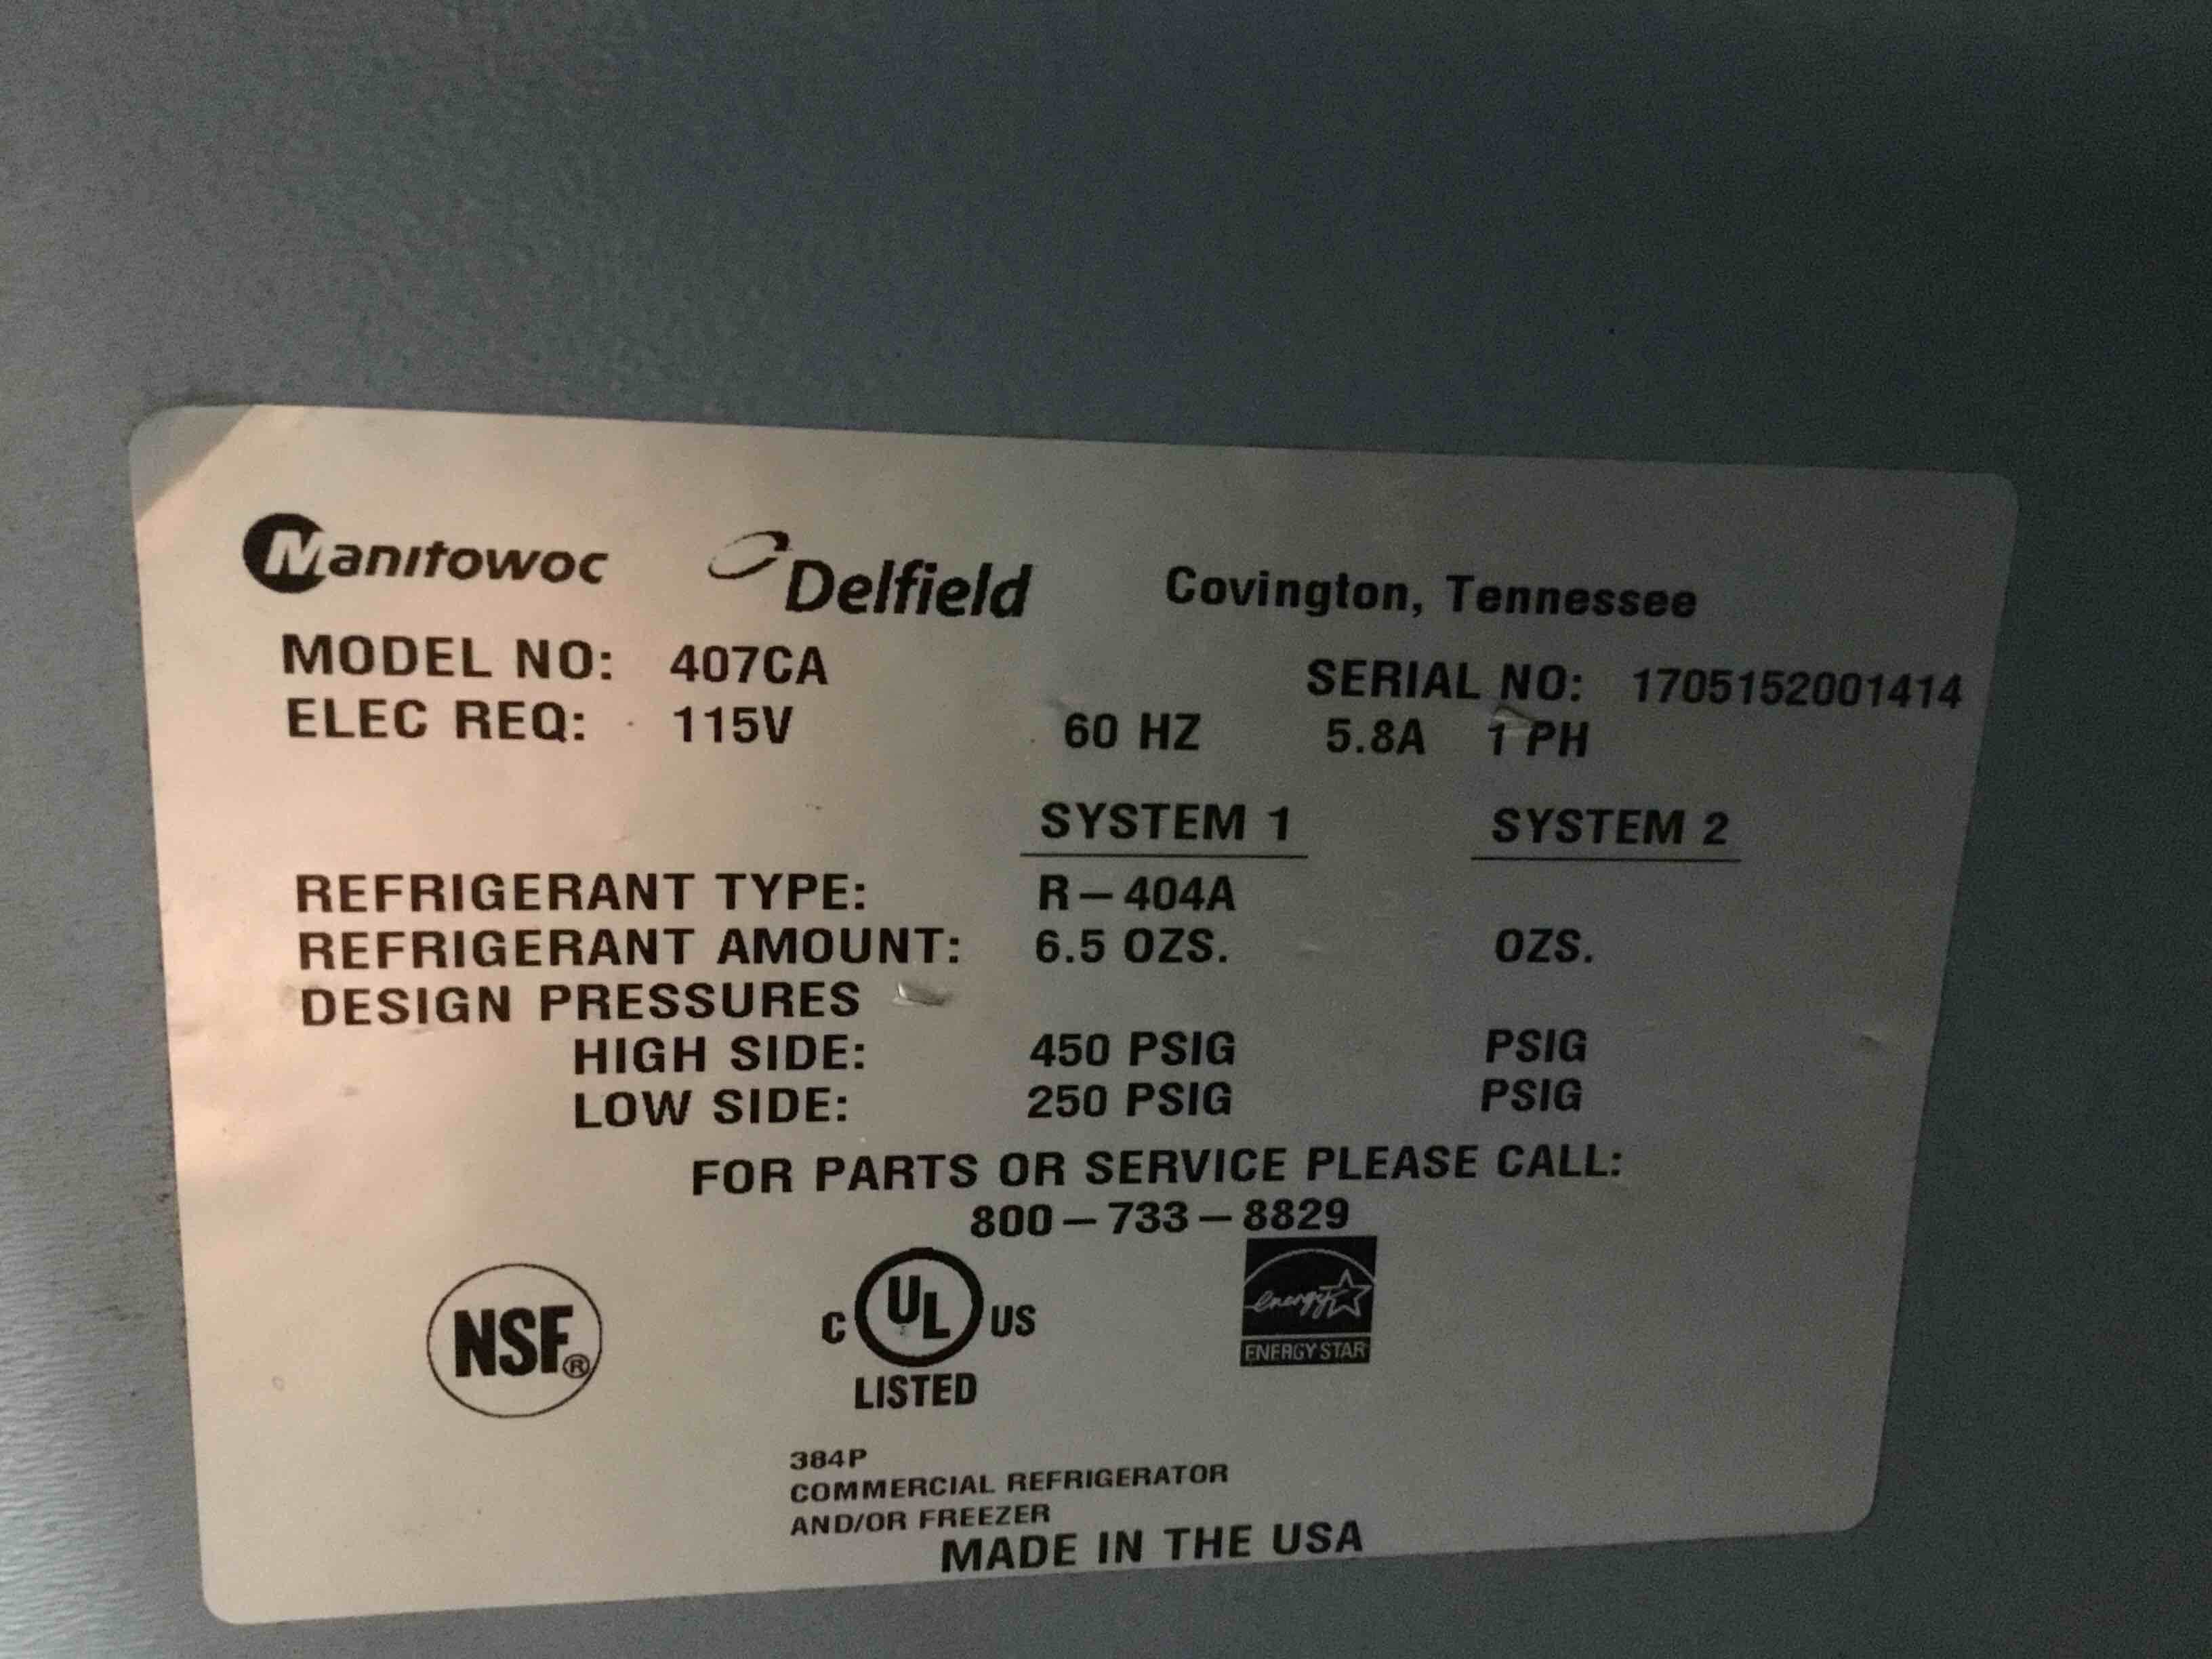 Manitowoc Delfield Covington, Tennessee
MODEL NO: 407CA SERIAL NO: 1705152001414
ELEC REQ: 115V 60 HZ 5.8A 1 PH
SYSTEM 1 SYSTEM 2
REFRIGERANT TYPE: R-404A
REFRIGERANT AMOUNT: 6.5 OZS. OZS.
DESIGN PRESSURES
HIGH SIDE: 450 PSIG PSIG
LOW SIDE: 250 PSIG PSIG
FOR PARTS OR SERVICE PLEASE CALL:
800-733-8829
NSF®
C UL US
LISTED
energy
ENERGY STAR
384P
COMMERCIAL REFRIGERATOR
AND/OR FREEZER
MADE IN THE USA